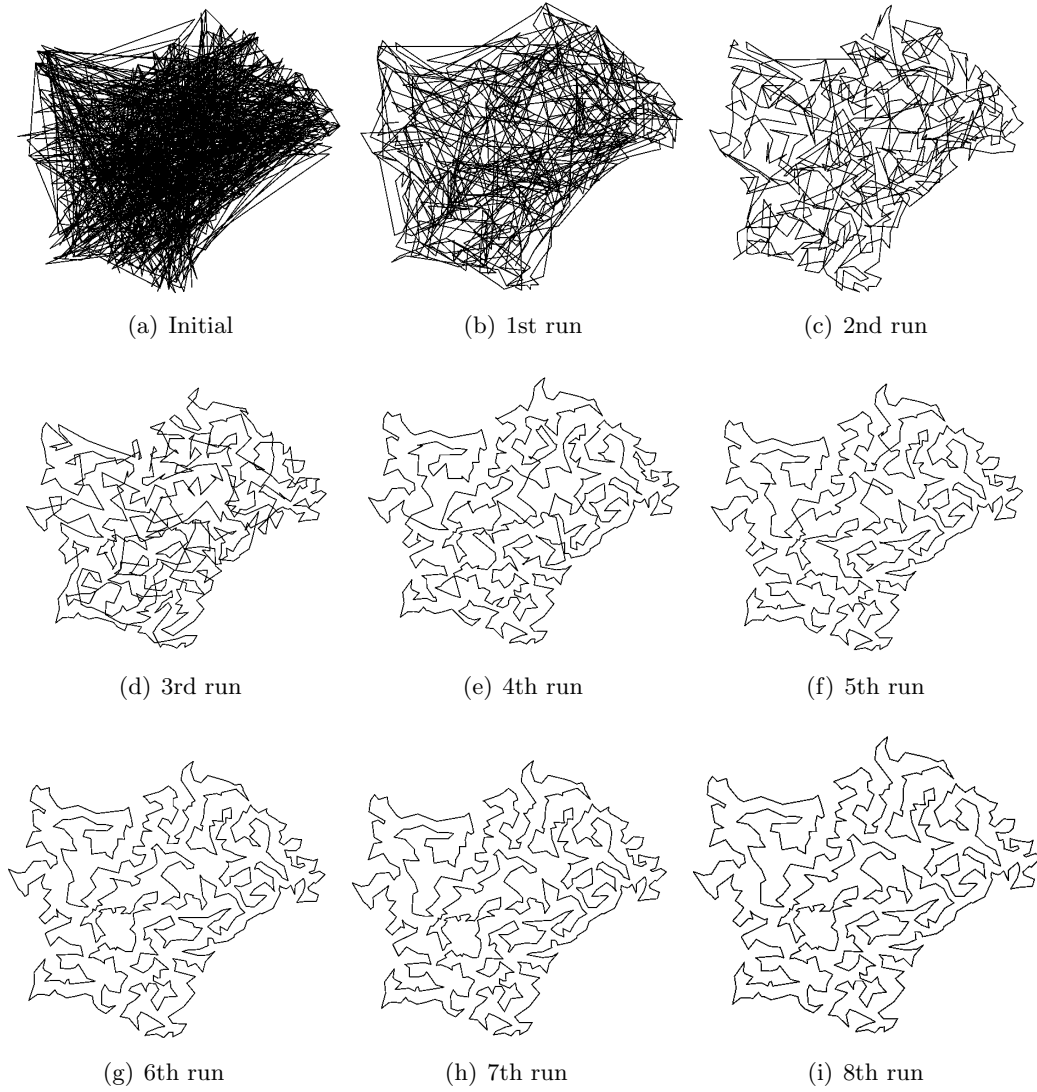 (a) Initial
(b) 1st run
(c) 2nd run
(d) 3rd run
(e) 4th run
(f) 5th run
(g) 6th run
(h) 7th run
(i) 8th run